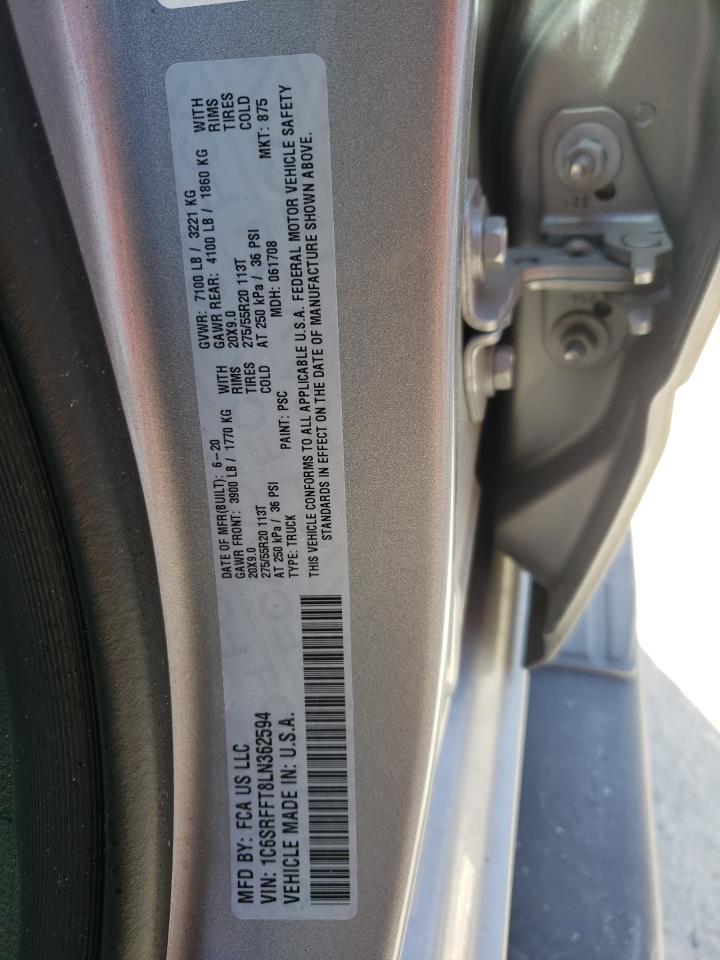 MFD BY: FCA US LLC
VIN: 1C6SRFFT8LN362594
VEHICLE MADE IN: U.S.A.
DATE OF MFR(BUILT): 6-20
GAWR FRONT: 3900 LB / 1770 KG WITH
20X9.0 RIMS
275/55R20 113T TIRES
AT 250 kPa / 36 PSI COLD
TYPE: TRUCK PAINT: PSC
GVWR: 7100 LB / 3221 KG
GAWR REAR: 4100 LB / 1860 KG WITH
20X9.0 RIMS
275/55R20 113T TIRES
AT 250 kPa / 36 PSI COLD
MDH: 061708 MKT: 875
THIS VEHICLE CONFORMS TO ALL APPLICABLE U.S.A. FEDERAL MOTOR VEHICLE SAFETY
STANDARDS IN EFFECT ON THE DATE OF MANUFACTURE SHOWN ABOVE.